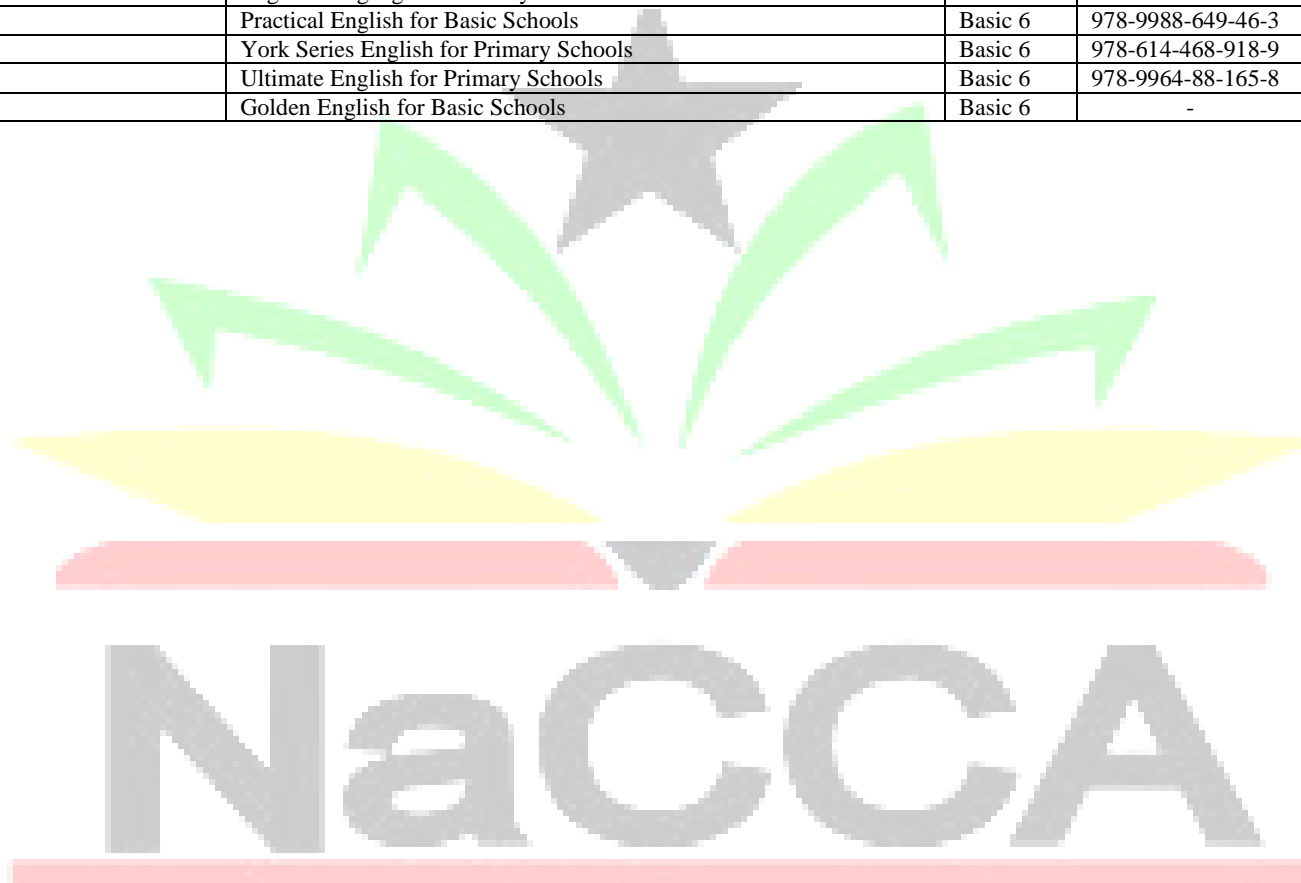 Practical English for Basic Schools Basic 6 978-9988-649-46-3
York Series English for Primary Schools Basic 6 978-614-468-918-9
Ultimate English for Primary Schools Basic 6 978-9964-88-165-8
Golden English for Basic Schools Basic 6 -
NaCCA